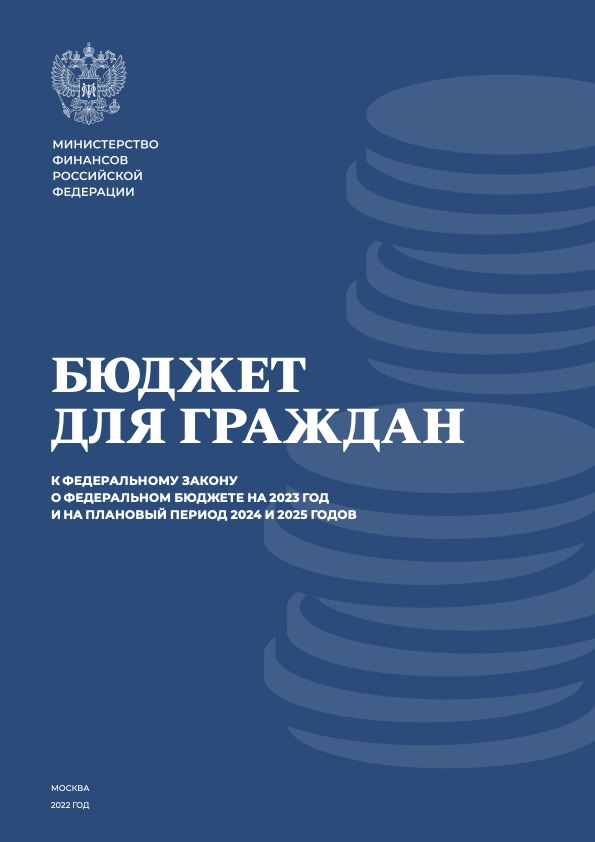 МИНИСТЕРСТВО
ФИНАНСОВ
РОССИЙСКОЙ
ФЕДЕРАЦИИ
БЮДЖЕТ
ДЛЯ ГРАЖДАН
К ФЕДЕРАЛЬНОМУ ЗАКОНУ
О ФЕДЕРАЛЬНОМ БЮДЖЕТЕ НА 2023 ГОД
И НА ПЛАНОВЫЙ ПЕРИОД 2024 И 2025 ГОДОВ
МОСКВА
2022 ГОД